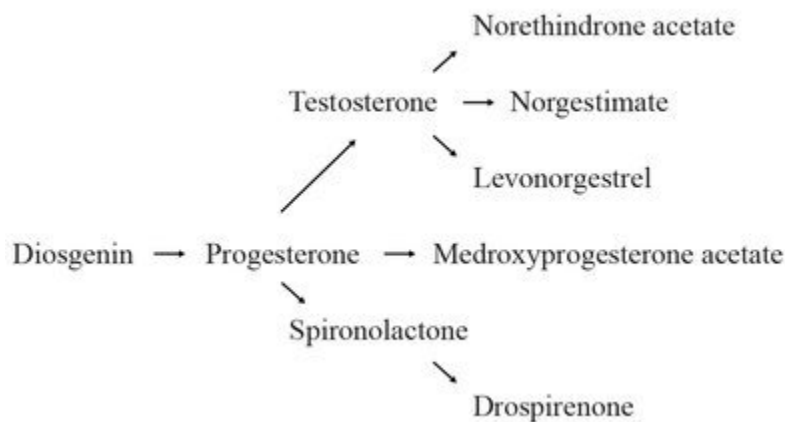 Norethindrone acetate
Testosterone → Norgestimate
Levonorgestrel
Diosgenin → Progesterone → Medroxyprogesterone acetate
Spironolactone
Drospirenone